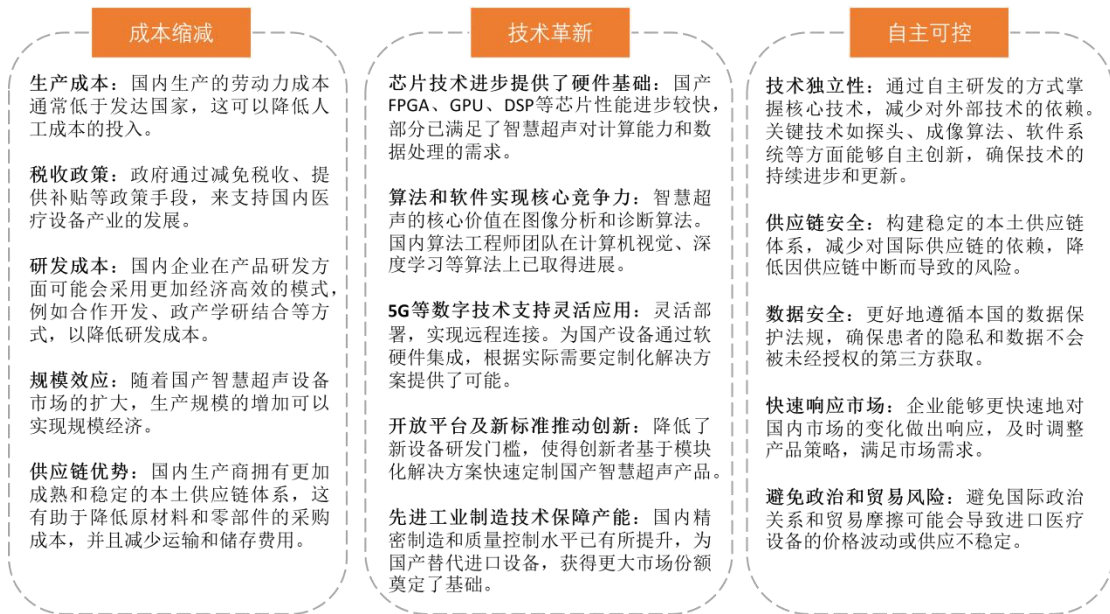 成本缩减
生产成本：国内生产的劳动力成本
通常低于发达国家，这可以降低人
工成本的投入。
税收政策：政府通过减免税收、提
供补贴等政策手段，来支持国内医
疗设备产业的发展。
研发成本：国内企业在产品研发方
面可能会采用更加经济高效的模式，
例如合作开发、政产学研结合等方
式，以降低研发成本。
规模效应：随着国产智慧超声设备
市场的扩大，生产规模的增加可以
实现规模经济。
供应链优势：国内生产商拥有更加
成熟和稳定的本土供应链体系，这
有助于降低原材料和零部件的采购
成本，并且减少运输和储存费用。
技术革新
芯片技术进步提供了硬件基础：国产
FPGA、GPU、DSP等芯片性能进步较快，
部分已满足了智慧超声对计算能力和数
据处理的需求。
算法和软件实现核心竞争力：智慧超
声的核心价值在图像分析和诊断算法。
国内算法工程师团队在计算机视觉、深
度学习等算法上已取得进展。
5G等数字技术支持灵活应用：灵活部
署，实现远程连接。为国产设备通过软
硬件集成，根据实际需要定制化解决方
案提供了可能。
开放平台及新标准推动创新：降低了
新设备研发门槛，使得创新者基于模块
化解决方案快速定制国产智慧超声产品。
先进工业制造技术保障产能：国内精
密制造和质量控制水平已有所提升，为
国产替代进口设备，获得更大市场份额
奠定了基础。
自主可控
技术独立性：通过自主研发的方式掌
握核心技术，减少对外部技术的依赖。
关键技术如探头、成像算法、软件系
统等方面能够自主创新，确保技术的
持续进步和更新。
供应链安全：构建稳定的本土供应链
体系，减少对国际供应链的依赖，降
低因供应链中断而导致的风险。
数据安全：更好地遵循本国的数据保
护法规，确保患者的隐私和数据不会
被未经授权的第三方获取。
快速响应市场：企业能够更快速地对
国内市场的变化做出响应，及时调整
产品策略，满足市场需求。
避免政治和贸易风险：避免国际政治
关系和贸易摩擦可能会导致进口医疗
设备的价格波动或供应不稳定。